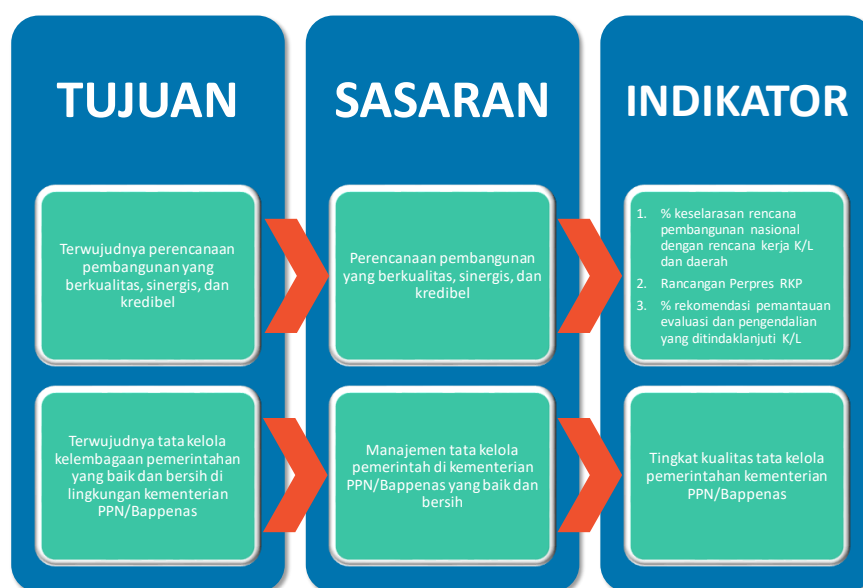 TUJUAN
Terwujudnya perencanaan
pembangunan yang
berkualitas, sinergis, dan
kredibel
Terwujudnya tata kelola
kelembagaan pemerintahan
yang baik dan bersih di
lingkungan kementerian
PPN/Bappenas
SASARAN
Perencanaan pembangunan
yang berkualitas, sinergis, dan
kredibel
Manajemen tata kelola
pemerintah di kementerian
PPN/Bappenas yang baik dan
bersih
INDIKATOR
1. % keselarasan rencana
pembangunan nasional
dengan rencana kerja K/L
dan daerah
2. Rancangan Perpres RKP
3. % rekomendasi pemantauan
evaluasi dan pengendalian
yang ditindaklanjuti K/L
Tingkat kualitas tata kelola
pemerintahan kementerian
PPN/Bappenas